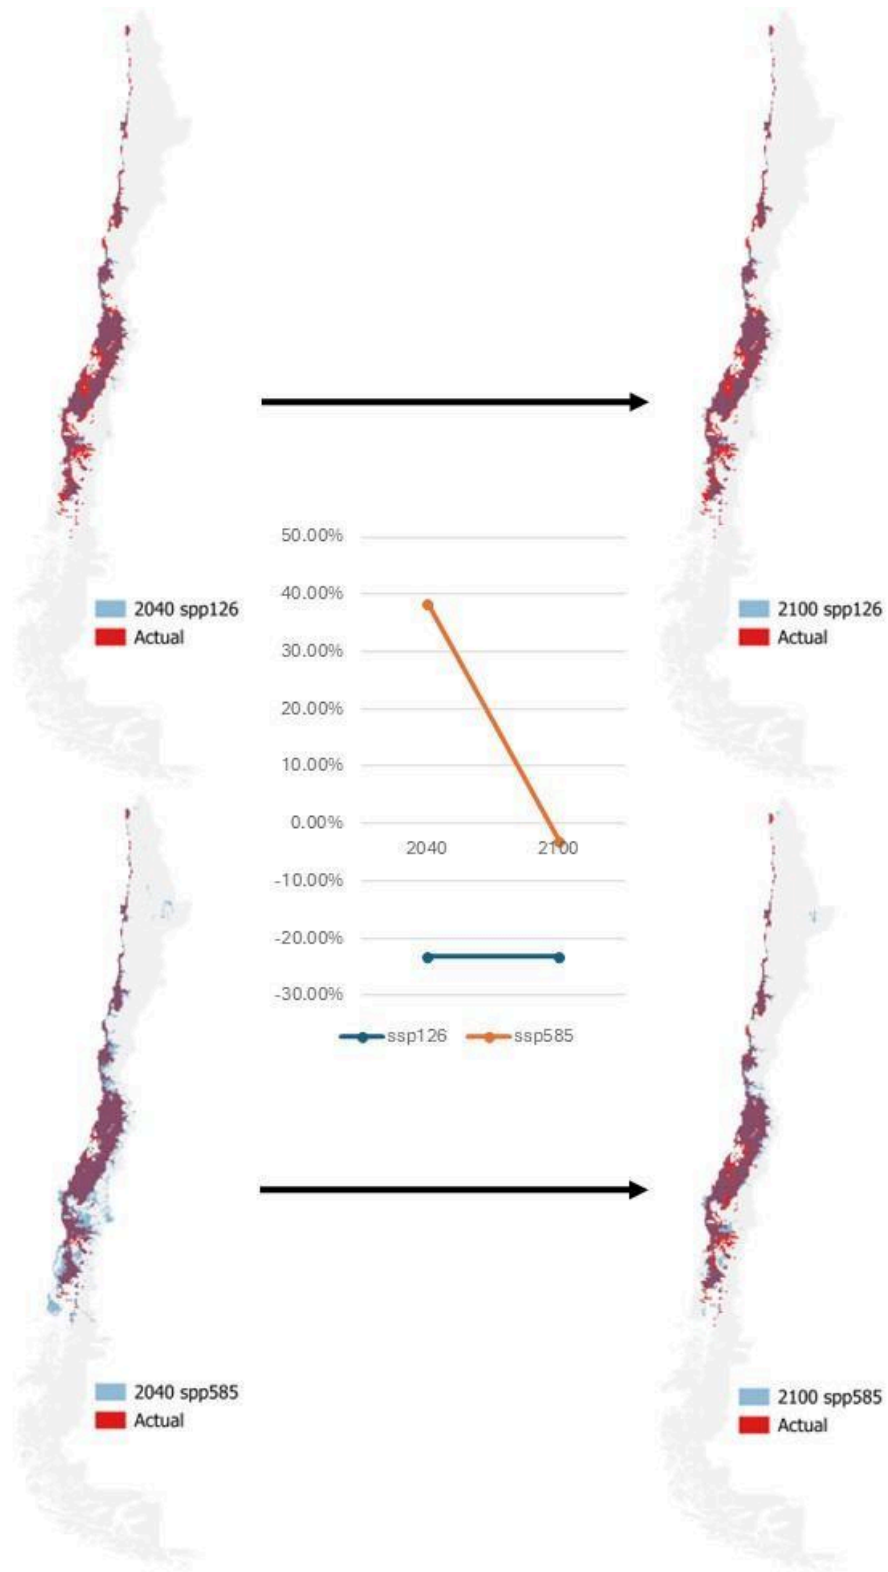 2040 spp126
Actual
2100 spp126
Actual
50.00%
40.00%
30.00%
20.00%
10.00%
0.00%
2040
2100
-10.00%
-20.00%
-30.00%
ssp126
ssp585
2040 spp585
Actual
2100 spp585
Actual